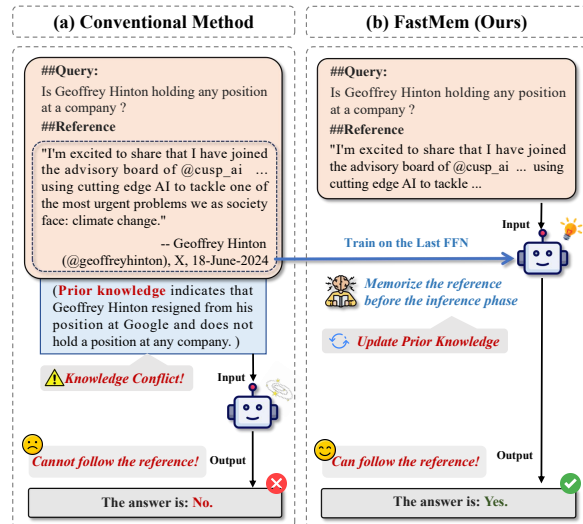 (a) Conventional Method
##Query:
Is Geoffrey Hinton holding any position
at a company ?
##Reference
"I'm excited to share that I have joined
the advisory board of @cusp_ai ...
using cutting edge AI to tackle one of
the most urgent problems we as society
face: climate change."
-- Geoffrey Hinton
(@geoffreyhinton), X, 18-June-2024
(Prior knowledge indicates that
Geoffrey Hinton resigned from his
position at Google and does not
hold a position at any company. )
Knowledge Conflict!
Input
Cannot follow the reference!
Output
The answer is: No.
(b) FastMem (Ours)
##Query:
Is Geoffrey Hinton holding any position
at a company ?
##Reference
"I'm excited to share that I have joined
the advisory board of @cusp_ai ... using
cutting edge AI to tackle ...
Input
Train on the Last FFN
Memorize the reference
before the inference phase
Update Prior Knowledge
Can follow the reference!
Output
The answer is: Yes.